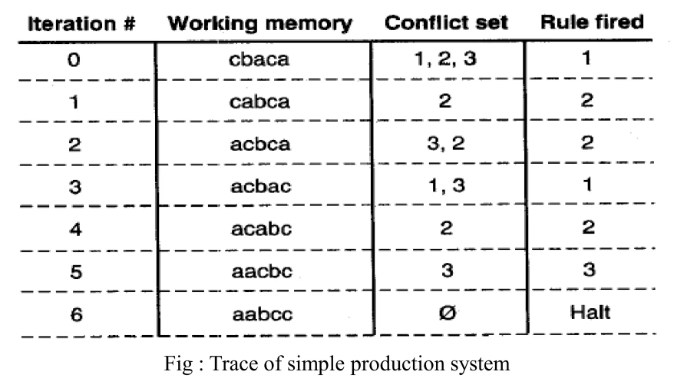 Iteration # Working memory Conflict set Rule fired
0 cbaca 1, 2, 3 1
1 cabca 2 2
2 acbca 3, 2 2
3 acbac 1, 3 1
4 acabc 2 2
5 aacbc 3 3
6 aabcc Ø Halt
Fig : Trace of simple production system